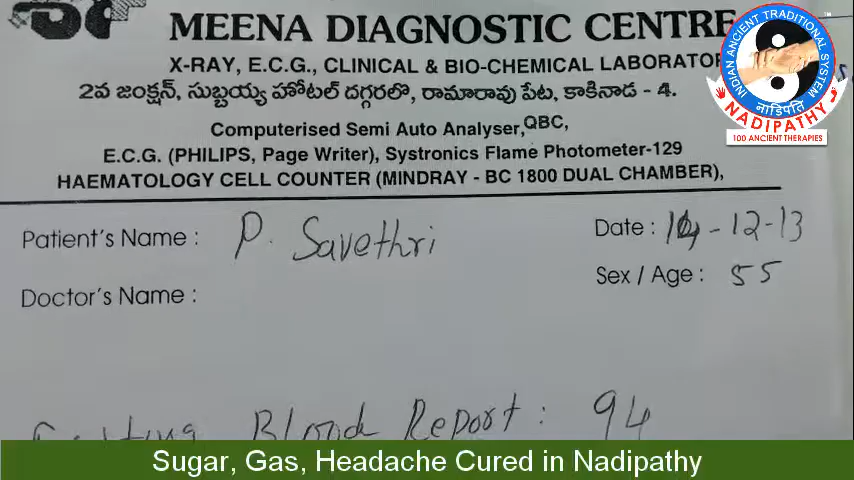 MEENA DIAGNOSTIC CENTRE
X-RAY, E.C.G., CLINICAL & BIO-CHEMICAL LABORATOR
2వ జంక్షన్, సుబ్బయ్య హోటల్ దగ్గరలొ, రామారావు పేట, కాకినాడ - 4.
Computerised Semi Auto Analyser, QBC,
E.C.G. (PHILIPS, Page Writer), Systronics Flame Photometer-129
HAEMATOLOGY CELL COUNTER (MINDRAY - BC 1800 DUAL CHAMBER),
INDIAN ANCIENT TRADITIONAL SYSTEM
नाड़िपति
NADIPATHY
100 ANCIENT THERAPIES
Patient's Name : P. Savethri
Date : 14-12-13
Doctor's Name :
Sex / Age : 55
Blood Report : 94
Sugar, Gas, Headache Cured in Nadipathy